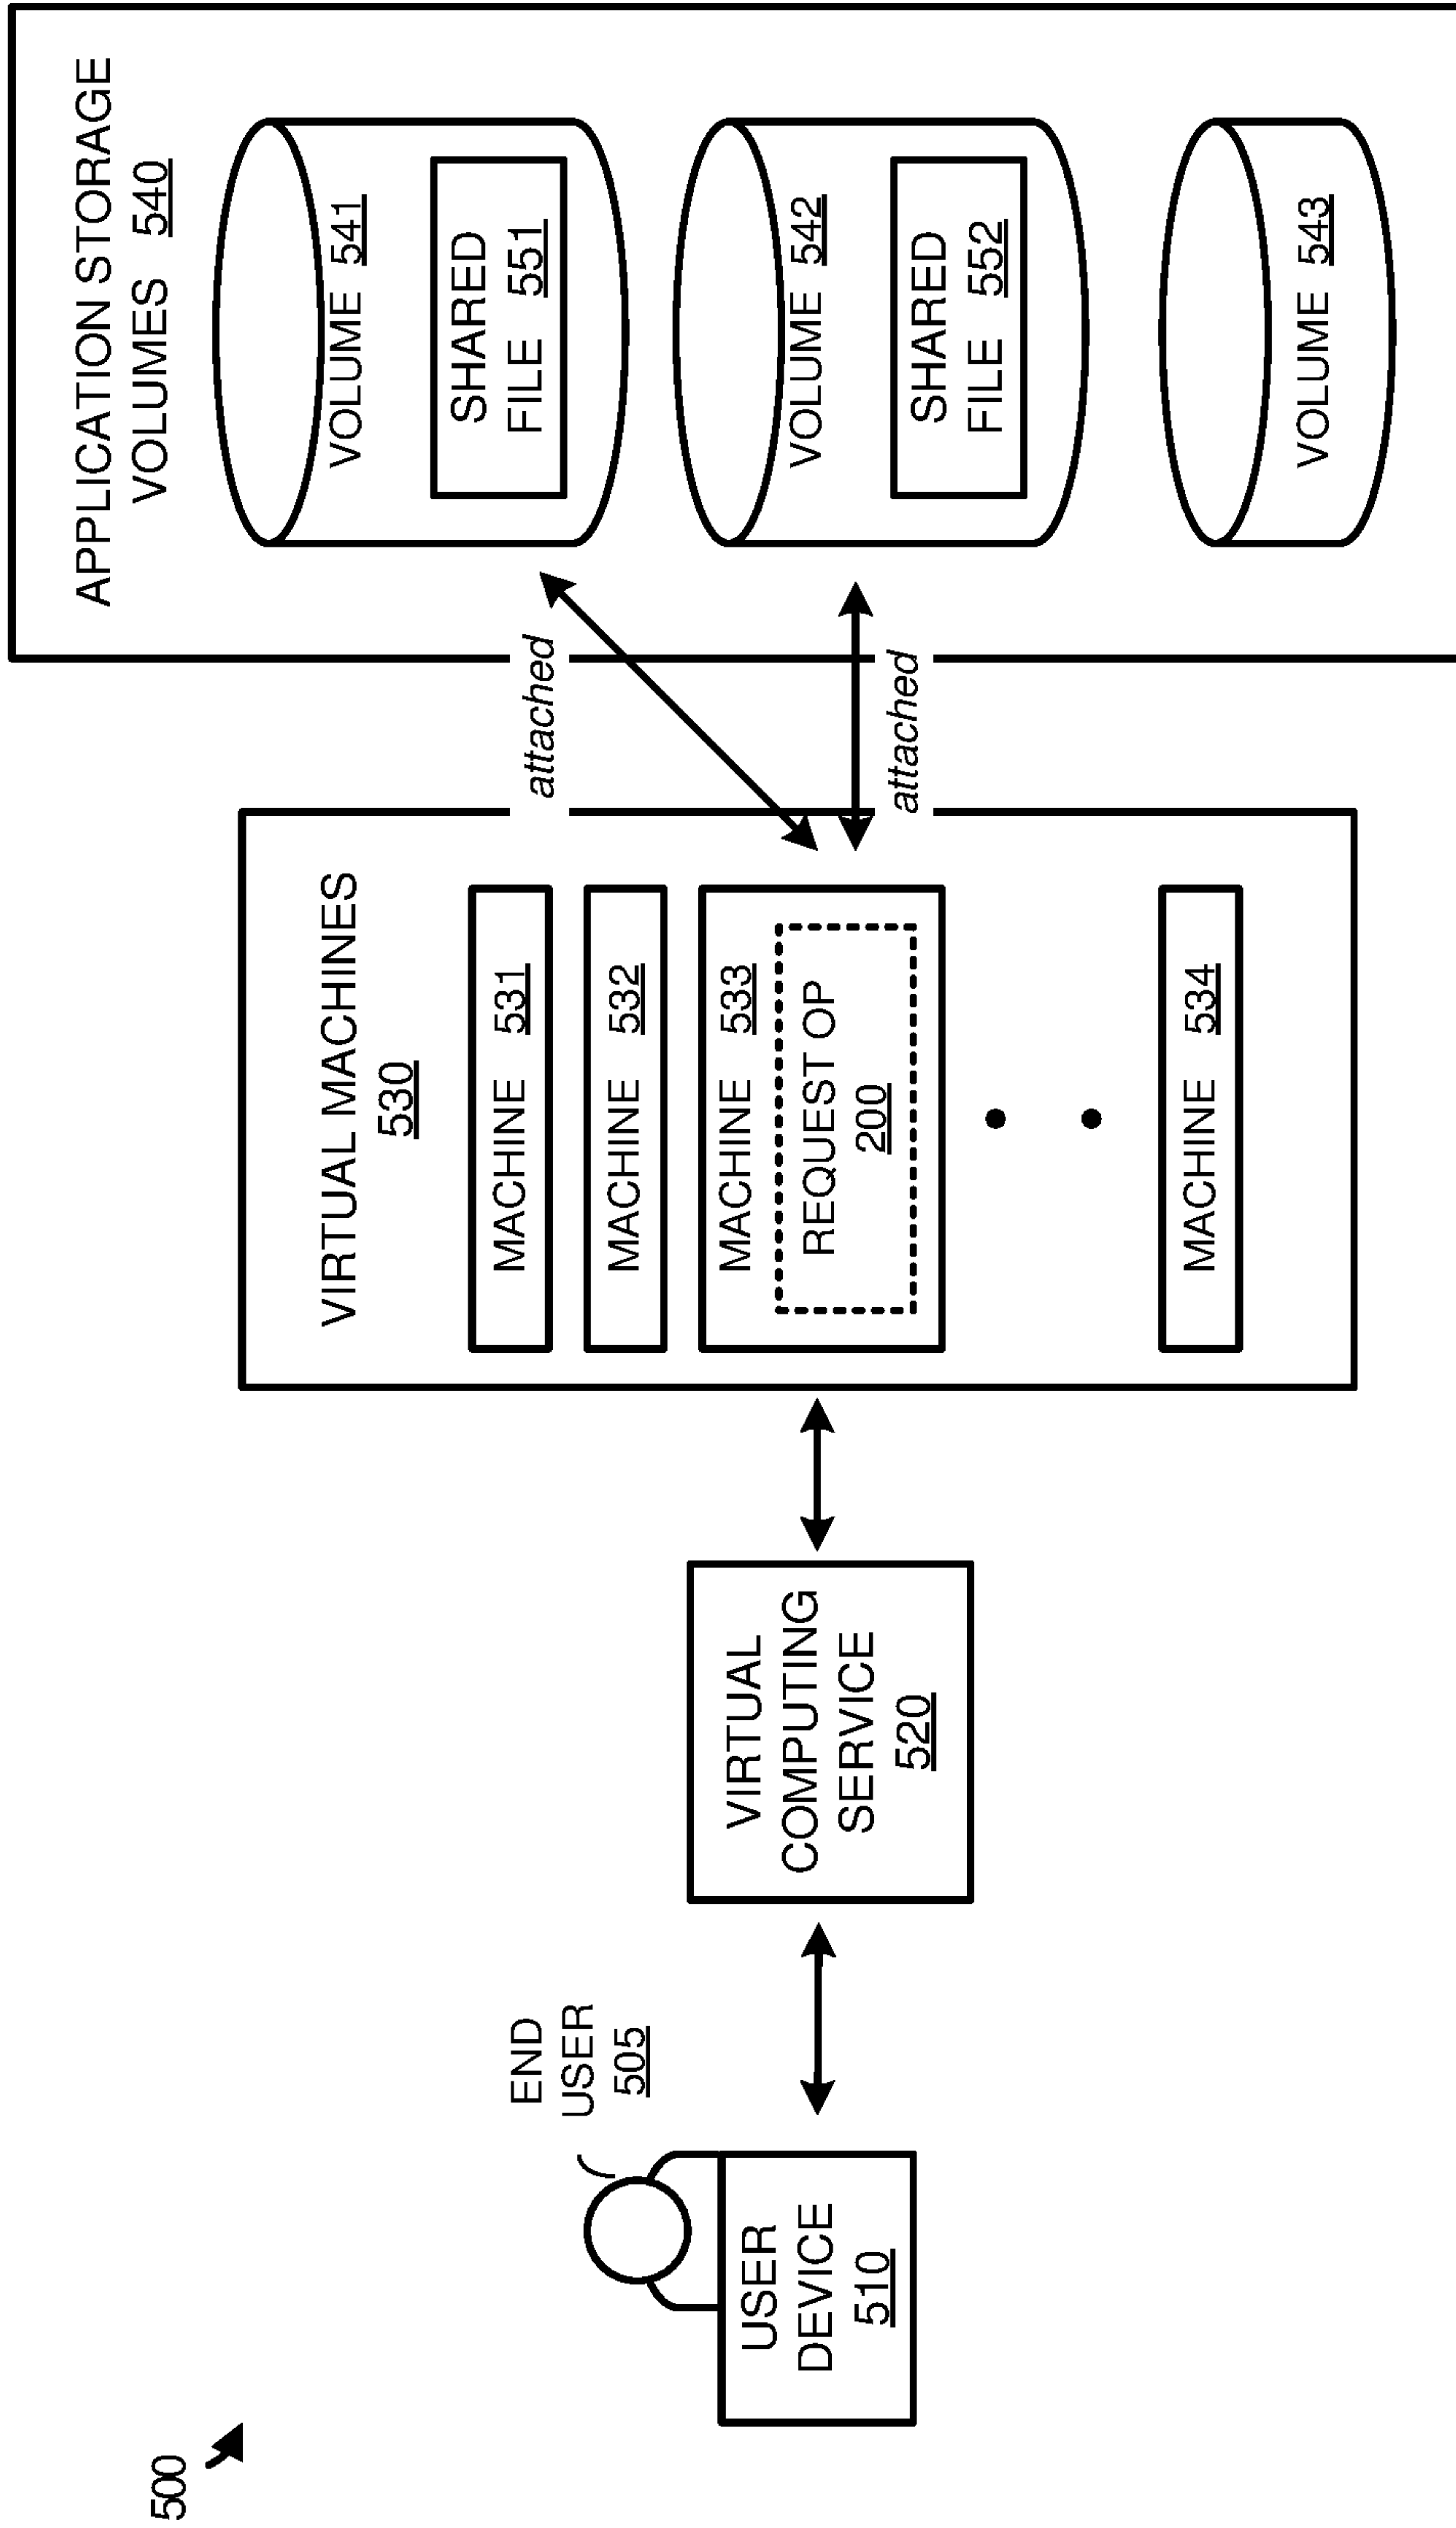 500
END
USER
505
USER
DEVICE
510
VIRTUAL
COMPUTING
SERVICE
520
VIRTUAL MACHINES
530
MACHINE 531
MACHINE 532
MACHINE 533
REQUEST OP
200
MACHINE 534
attached
attached
APPLICATION STORAGE
VOLUMES 540
VOLUME 541
SHARED
FILE 551
VOLUME 542
SHARED
FILE 552
VOLUME 543